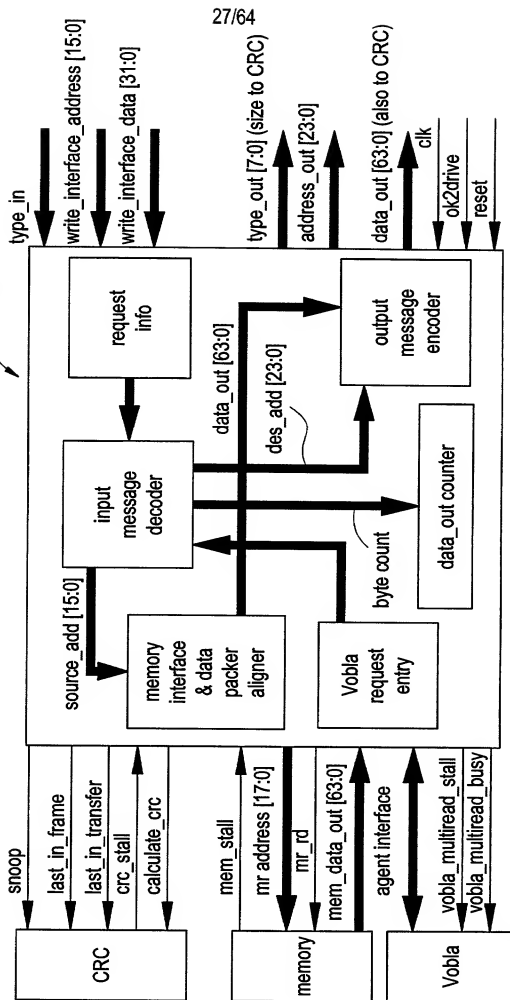 27/64
type_in
write_interface_address [15:0]
write_interface_data [31:0]
type_out [7:0] (size to CRC)
address_out [23:0]
data_out [63:0] (also to CRC)
clk
ok2drive
reset
request
info
input
message
decoder
source_add [15:0]
memory
interface
& data
packer
aligner
data_out [63:0]
des_add [23:0]
output
message
encoder
byte count
data_out counter
Vobla
request
entry
snoop
last_in_frame
last_in_transfer
crc_stall
calculate_crc
CRC
mem_stall
mr address [17:0]
mr_rd
mem_data_out [63:0]
memory
agent interface
vobla_multiread_stall
vobla_multiread_busy
Vobla